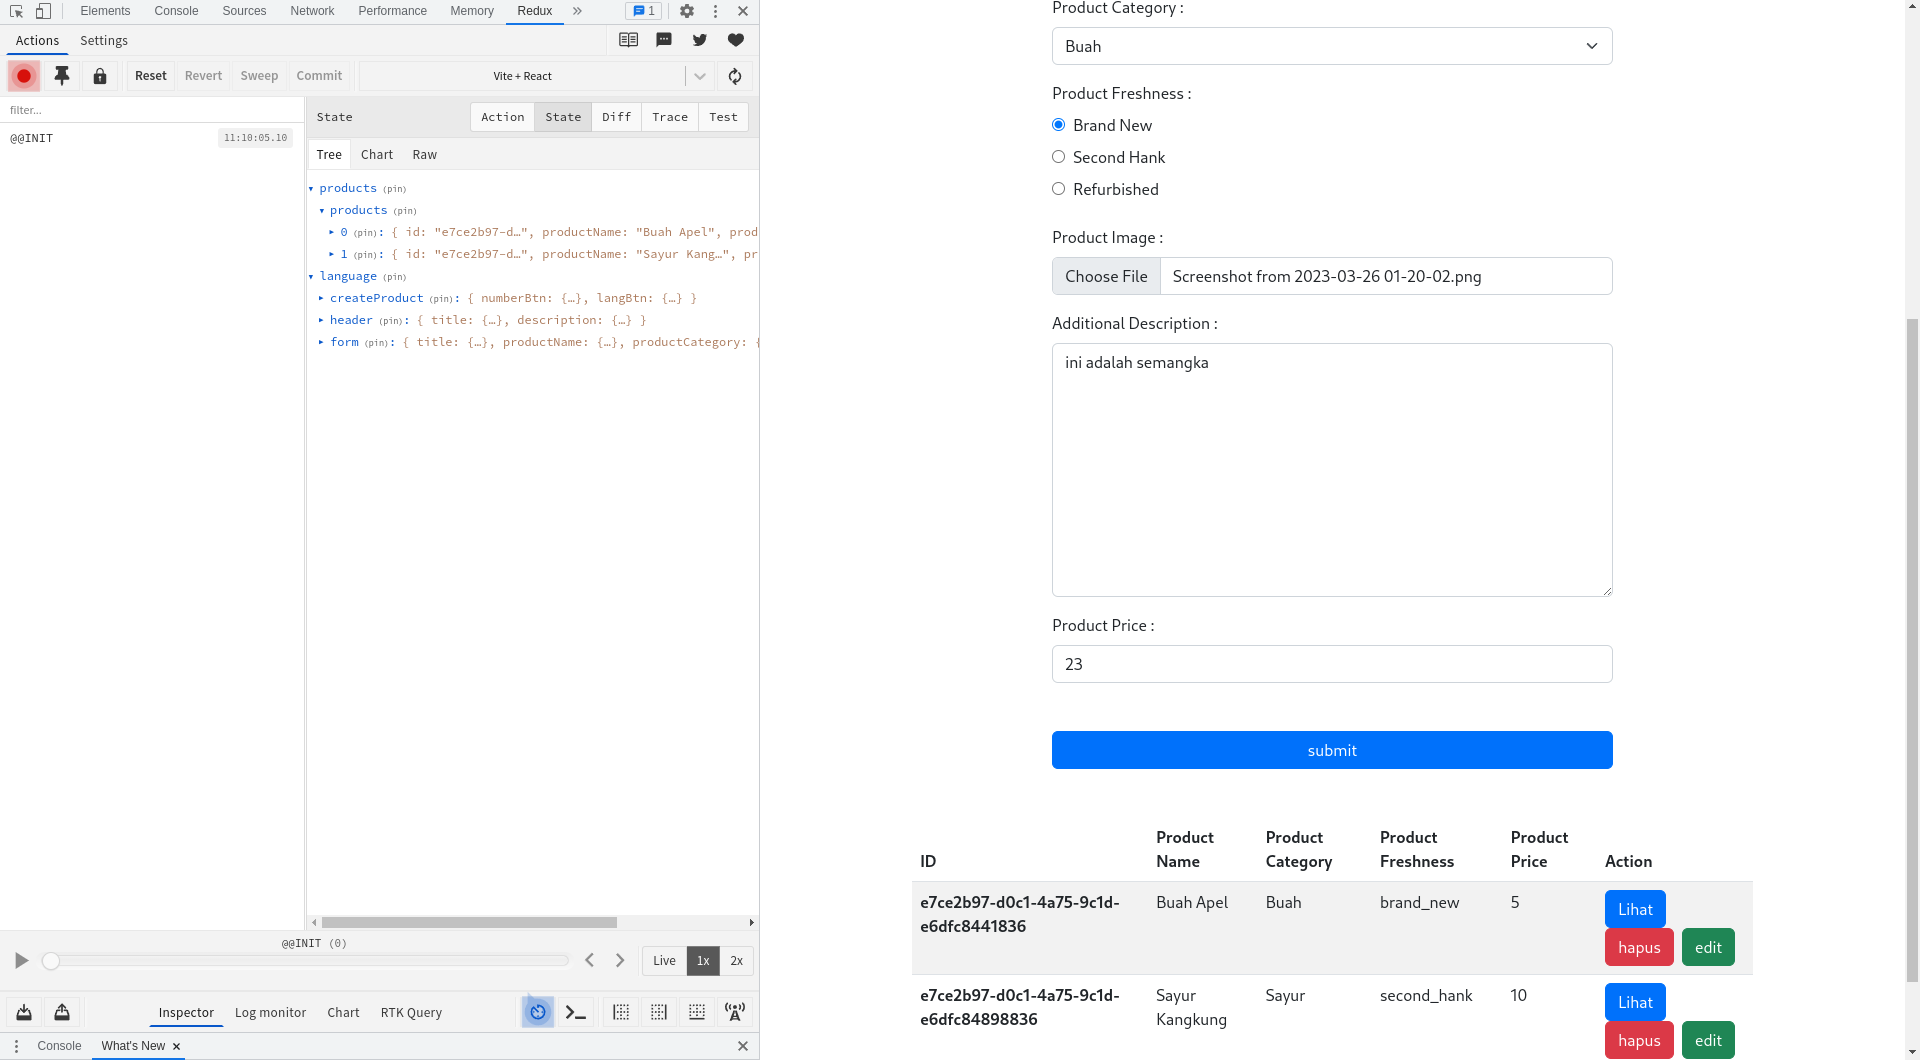 Elements Console Sources Network Performance Memory Redux 1
Actions Settings
Reset Revert Sweep Commit Vite + React
filter...
@@INIT 11:10:05.10
State Action State Diff Trace Test
Tree Chart Raw
products (pin)
products (pin)
0 (pin): { id: "e7ce2b97-d…", productName: "Buah Apel", prod
1 (pin): { id: "e7ce2b97-d…", productName: "Sayur Kang…", pr
language (pin)
createProduct (pin): { numberBtn: {…}, langBtn: {…} }
header (pin): { title: {…}, description: {…} }
form (pin): { title: {…}, productName: {…}, productCategory: {
@@INIT (0)
Live 1x 2x
Inspector Log monitor Chart RTK Query
Console What's New
Product Category :
Buah
Product Freshness :
Brand New
Second Hank
Refurbished
Product Image :
Choose File Screenshot from 2023-03-26 01-20-02.png
Additional Description :
ini adalah semangka
Product Price :
23
submit
ID Product Name Product Category Product Freshness Product Price Action
e7ce2b97-d0c1-4a75-9c1d-e6dfc8441836 Buah Apel Buah brand_new 5 Lihat
hapus edit
e7ce2b97-d0c1-4a75-9c1d-e6dfc84898836 Sayur Kangkung Sayur second_hank 10 Lihat
hapus edit